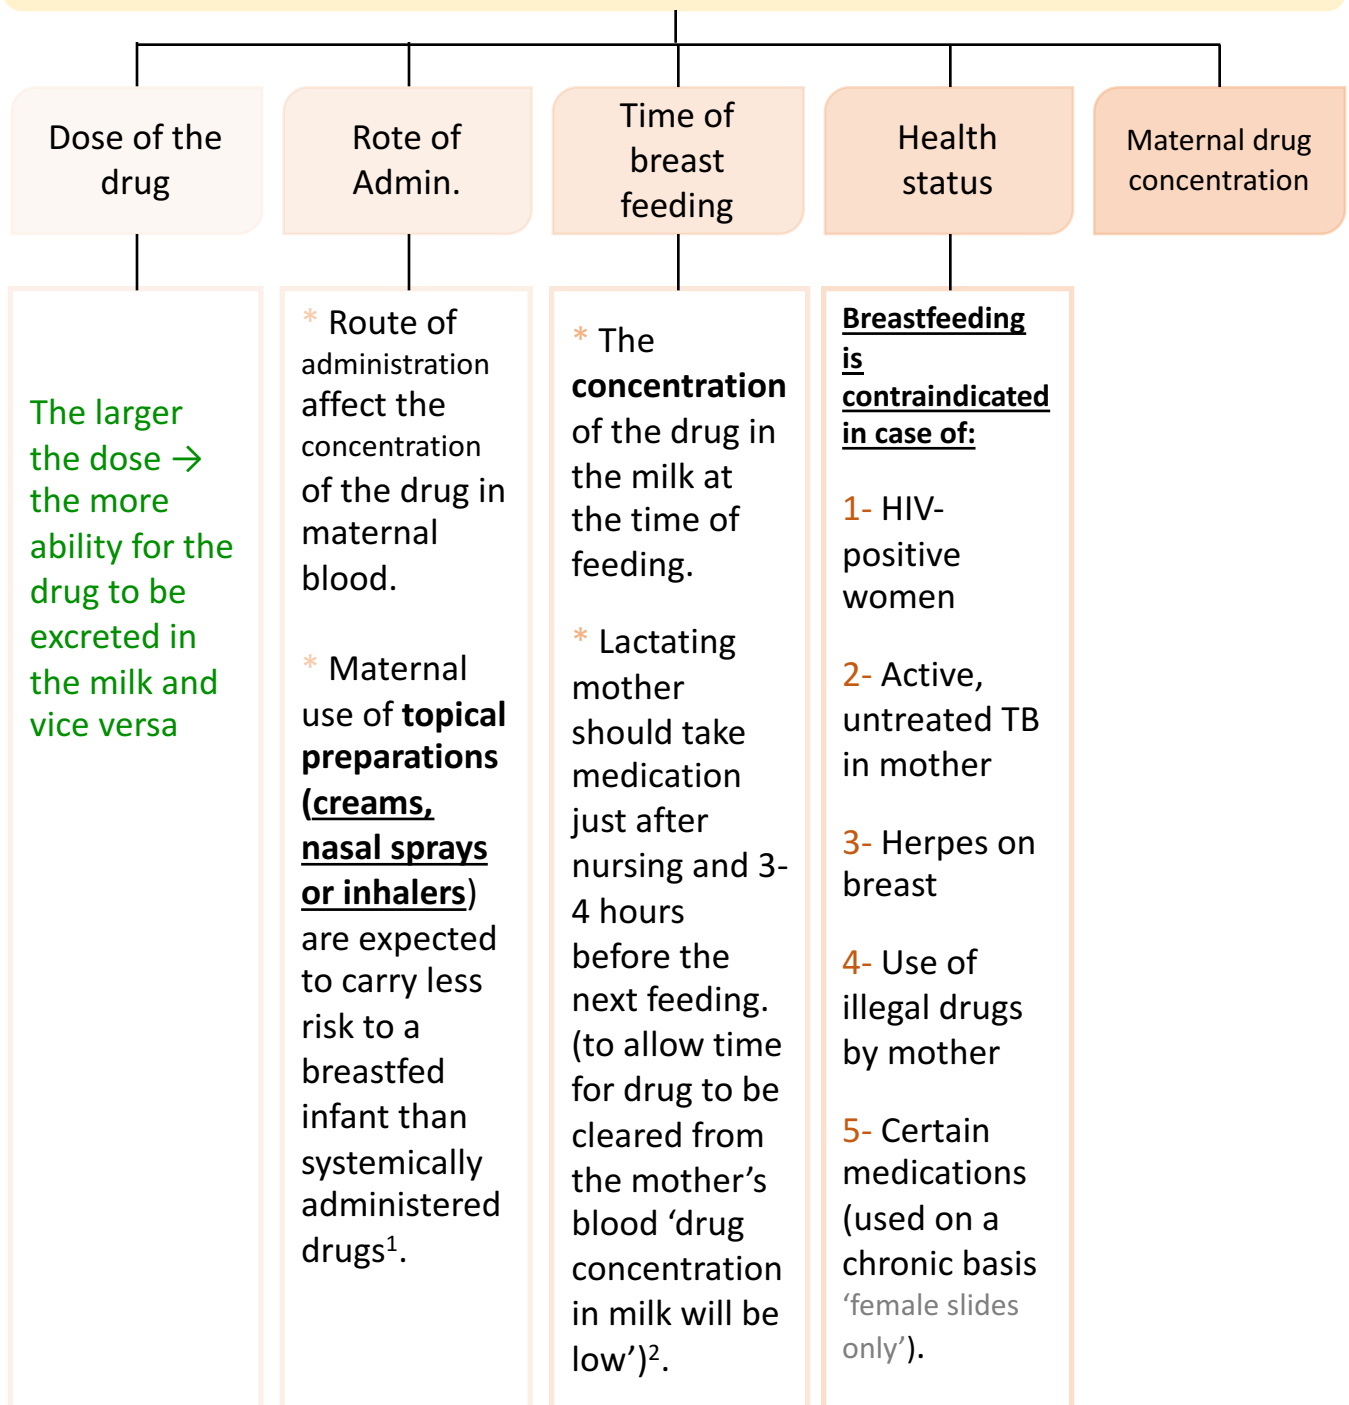 Dose of the
drug
Rote of
Admin.
Time of
breast
feeding
Health
status
Maternal drug
concentration
The larger
the dose →
the more
ability for the
drug to be
excreted in
the milk and
vice versa
* Route of
administration
affect the
concentration
of the drug in
maternal
blood.
* Maternal
use of topical
preparations
(creams,
nasal sprays
or inhalers)
are expected
to carry less
risk to a
breastfed
infant than
systemically
administered
drugs¹.
* The
concentration
of the drug in
the milk at
the time of
feeding.
* Lactating
mother
should take
medication
just after
nursing and 3-
4 hours
before the
next feeding.
(to allow time
for drug to be
cleared from
the mother’s
blood ‘drug
concentration
in milk will be
low’)².
Breastfeeding
is
contraindicated
in case of:
1- HIV-
positive
women
2- Active,
untreated TB
in mother
3- Herpes on
breast
4- Use of
illegal drugs
by mother
5- Certain
medications
(used on a
chronic basis
‘female slides
only’).